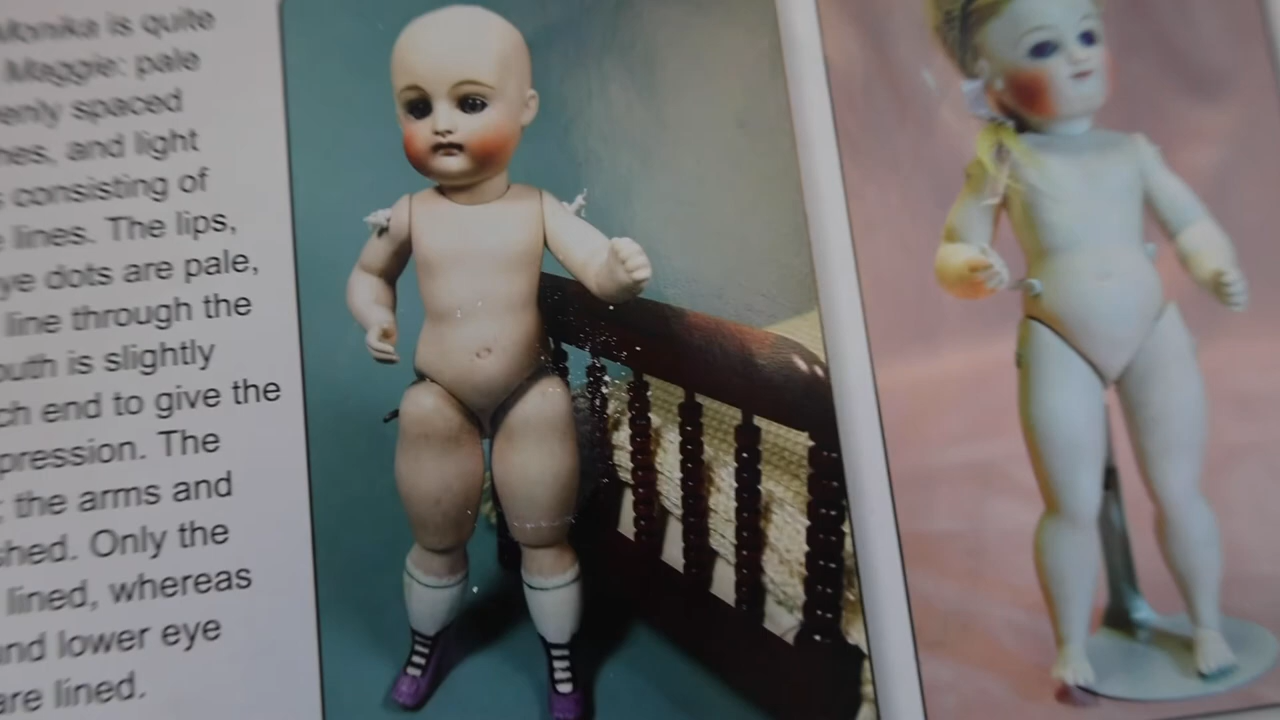 Monika is quite
Maggie: pale
enly spaced
hes, and light
s consisting of
lines. The lips,
ye dots are pale,
line through the
outh is slightly
ch end to give the
pression. The
; the arms and
shed. Only the
lined, whereas
and lower eye
are lined.